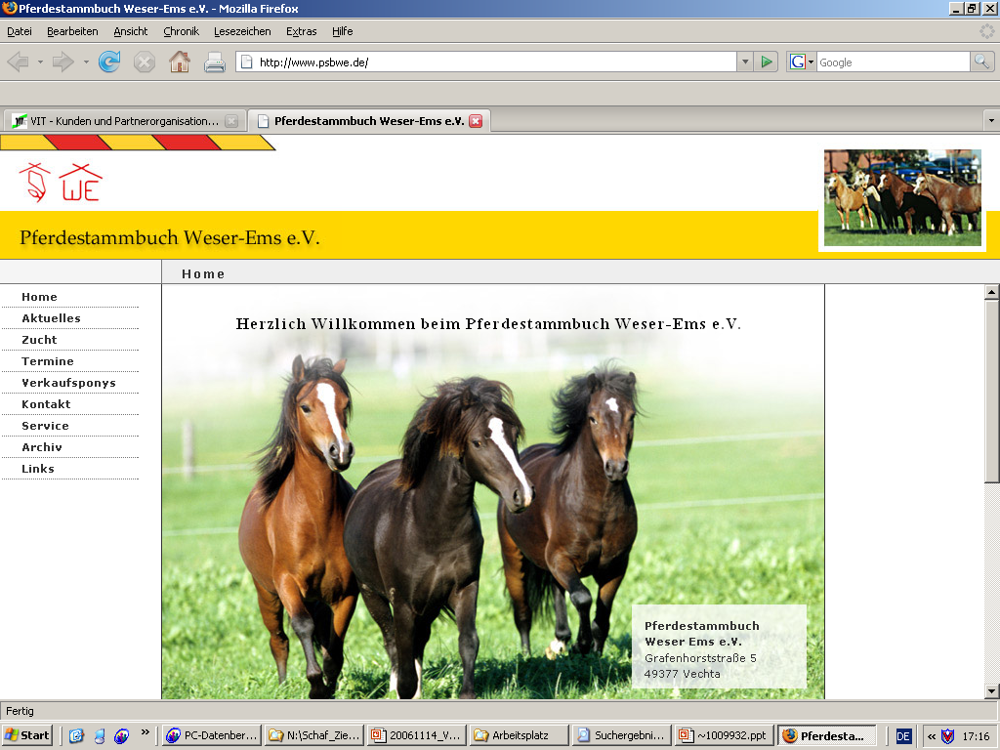 Pferdestammbuch Weser-Ems e.V. - Mozilla Firefox
Datei Bearbeiten Ansicht Chronik Lesezeichen Extras Hilfe
http://www.psbwe.de/
G Google
VIT - Kunden und Partnerorganisation... Pferdestammbuch Weser-Ems e.V.
WE
Pferdestammbuch Weser-Ems e.V.
Home
Home
Aktuelles
Zucht
Termine
Verkaufsponys
Kontakt
Service
Archiv
Links
Herzlich Willkommen beim Pferdestammbuch Weser-Ems e.V.
Pferdestammbuch
Weser Ems e.V.
Grafenhorststraße 5
49377 Vechta
Fertig
Start » PC-Datenber... N:\Schaf_Zie... 20061114_V... Arbeitsplatz Suchergebni... ~1009932.ppt Pferdesta... DE « 17:16